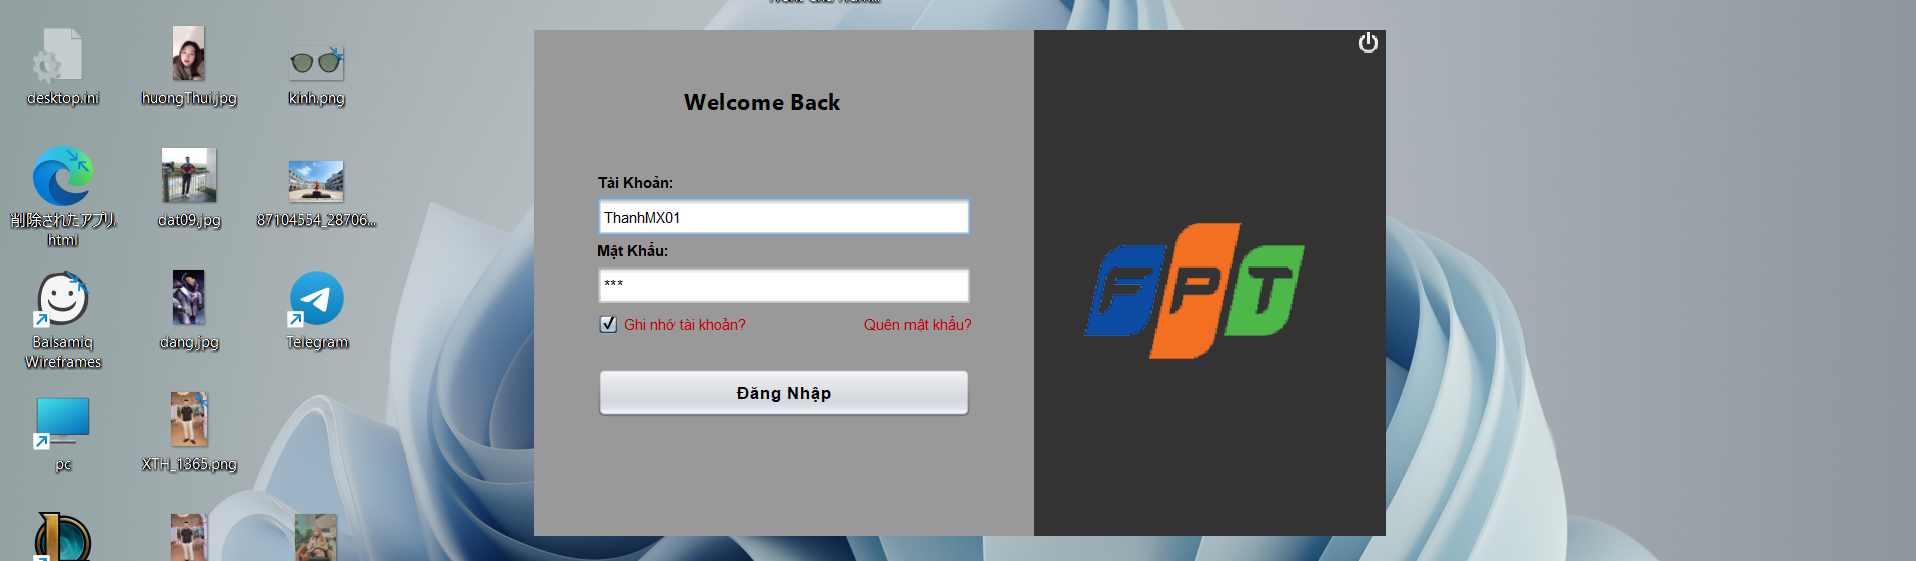 desktop.ini
huongThui.jpg
kinh.png
削除されたアプリ.
html
dat09.jpg
87104554_28706...
Balsamiq
Wireframes
dang.jpg
Telegram
pc
XTH_1365.png
Welcome Back
Tài Khoản:
ThanhMX01
Mật Khẩu:
***
Ghi nhớ tài khoản?
Quên mật khẩu?
Đăng Nhập
FPT